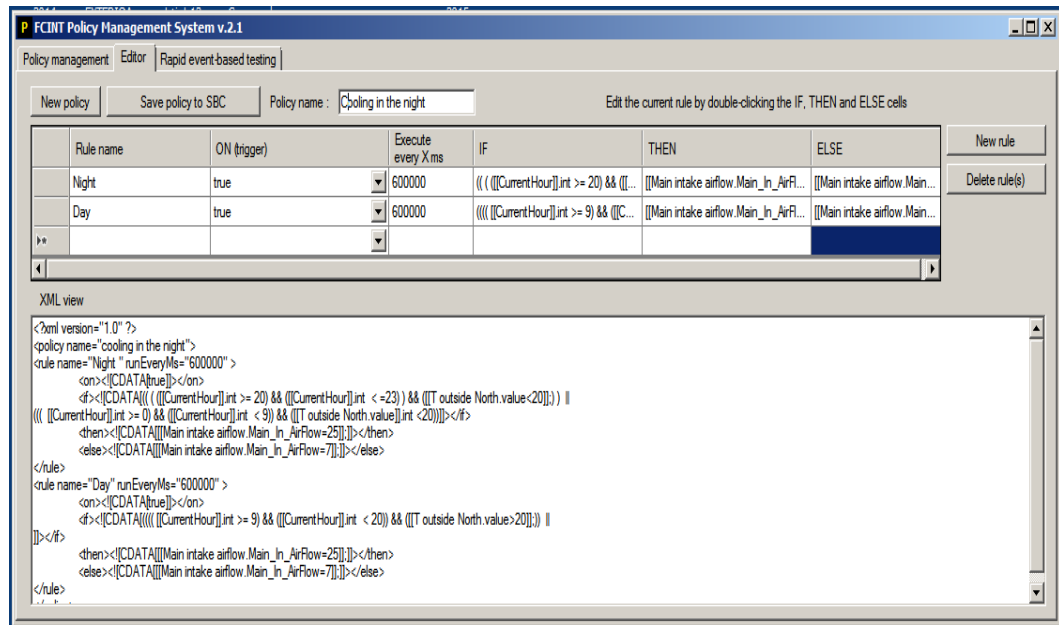 FCINT Policy Management System v.2.1
Policy management Editor Rapid event-based testing
New policy Save policy to SBC Policy name : Cooling in the night Edit the current rule by double-clicking the IF, THEN and ELSE cells
Rule name ON (trigger) Execute every X ms IF THEN ELSE New rule
Night true 600000 (( ( ([[CurrentHour]].int >= 20) && ([[... [[Main intake airflow.Main_In_AirFl... [[Main intake airflow.Main... Delete rule(s)
Day true 600000 (((( [[CurrentHour]].int >= 9) && ([[C... [[Main intake airflow.Main_In_AirFl... [[Main intake airflow.Main...
XML view
<?xml version="1.0" ?>
<policy name="cooling in the night">
<rule name="Night " runEveryMs="600000" >
<on><![CDATA[true]]></on>
<if><![CDATA[(( ( ([[CurrentHour]].int >= 20) && ([[CurrentHour]].int < =23) ) && ([[T outside North.value<20]];) ) ||
((( [[CurrentHour]].int >= 0) && ([[CurrentHour]].int < 9)) && ([[T outside North.value]].int <20))]]></if>
<then><![CDATA[[[Main intake airflow.Main_In_AirFlow=25]];]]></then>
<else><![CDATA[[[Main intake airflow.Main_In_AirFlow=7]];]]></else>
</rule>
<rule name="Day" runEveryMs="600000" >
<on><![CDATA[true]]></on>
<if><![CDATA[(((( [[CurrentHour]].int >= 9) && ([[CurrentHour]].int < 20)) && ([[T outside North.value>20]];)) ||
]]></if>
<then><![CDATA[[[Main intake airflow.Main_In_AirFlow=25]];]]></then>
<else><![CDATA[[[Main intake airflow.Main_In_AirFlow=7]];]]></else>
</rule>